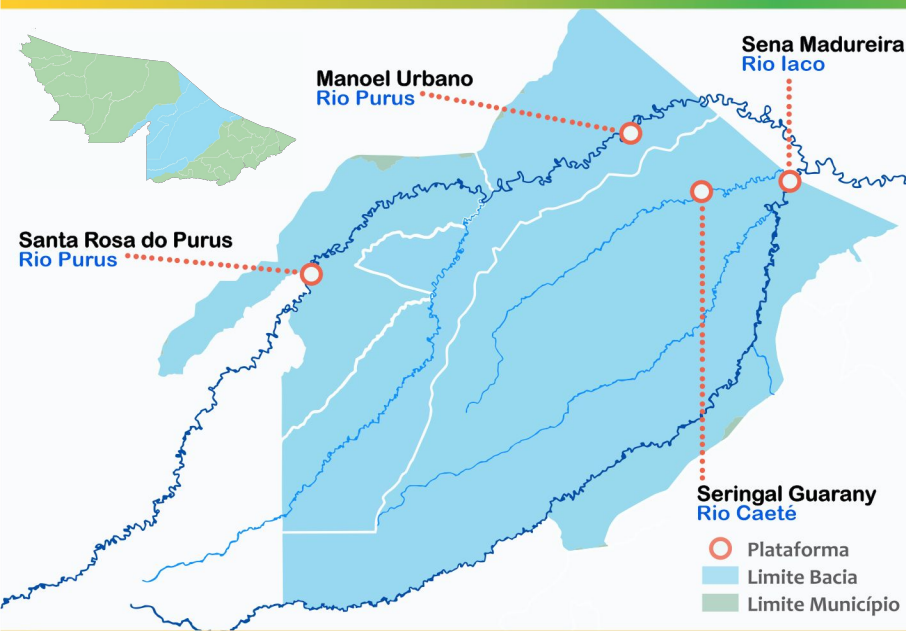 Sena Madureira
Rio Iaco
Manoel Urbano
Rio Purus
Santa Rosa do Purus
Rio Purus
Seringal Guarany
Rio Caeté
Plataforma
Limite Bacia
Limite Município